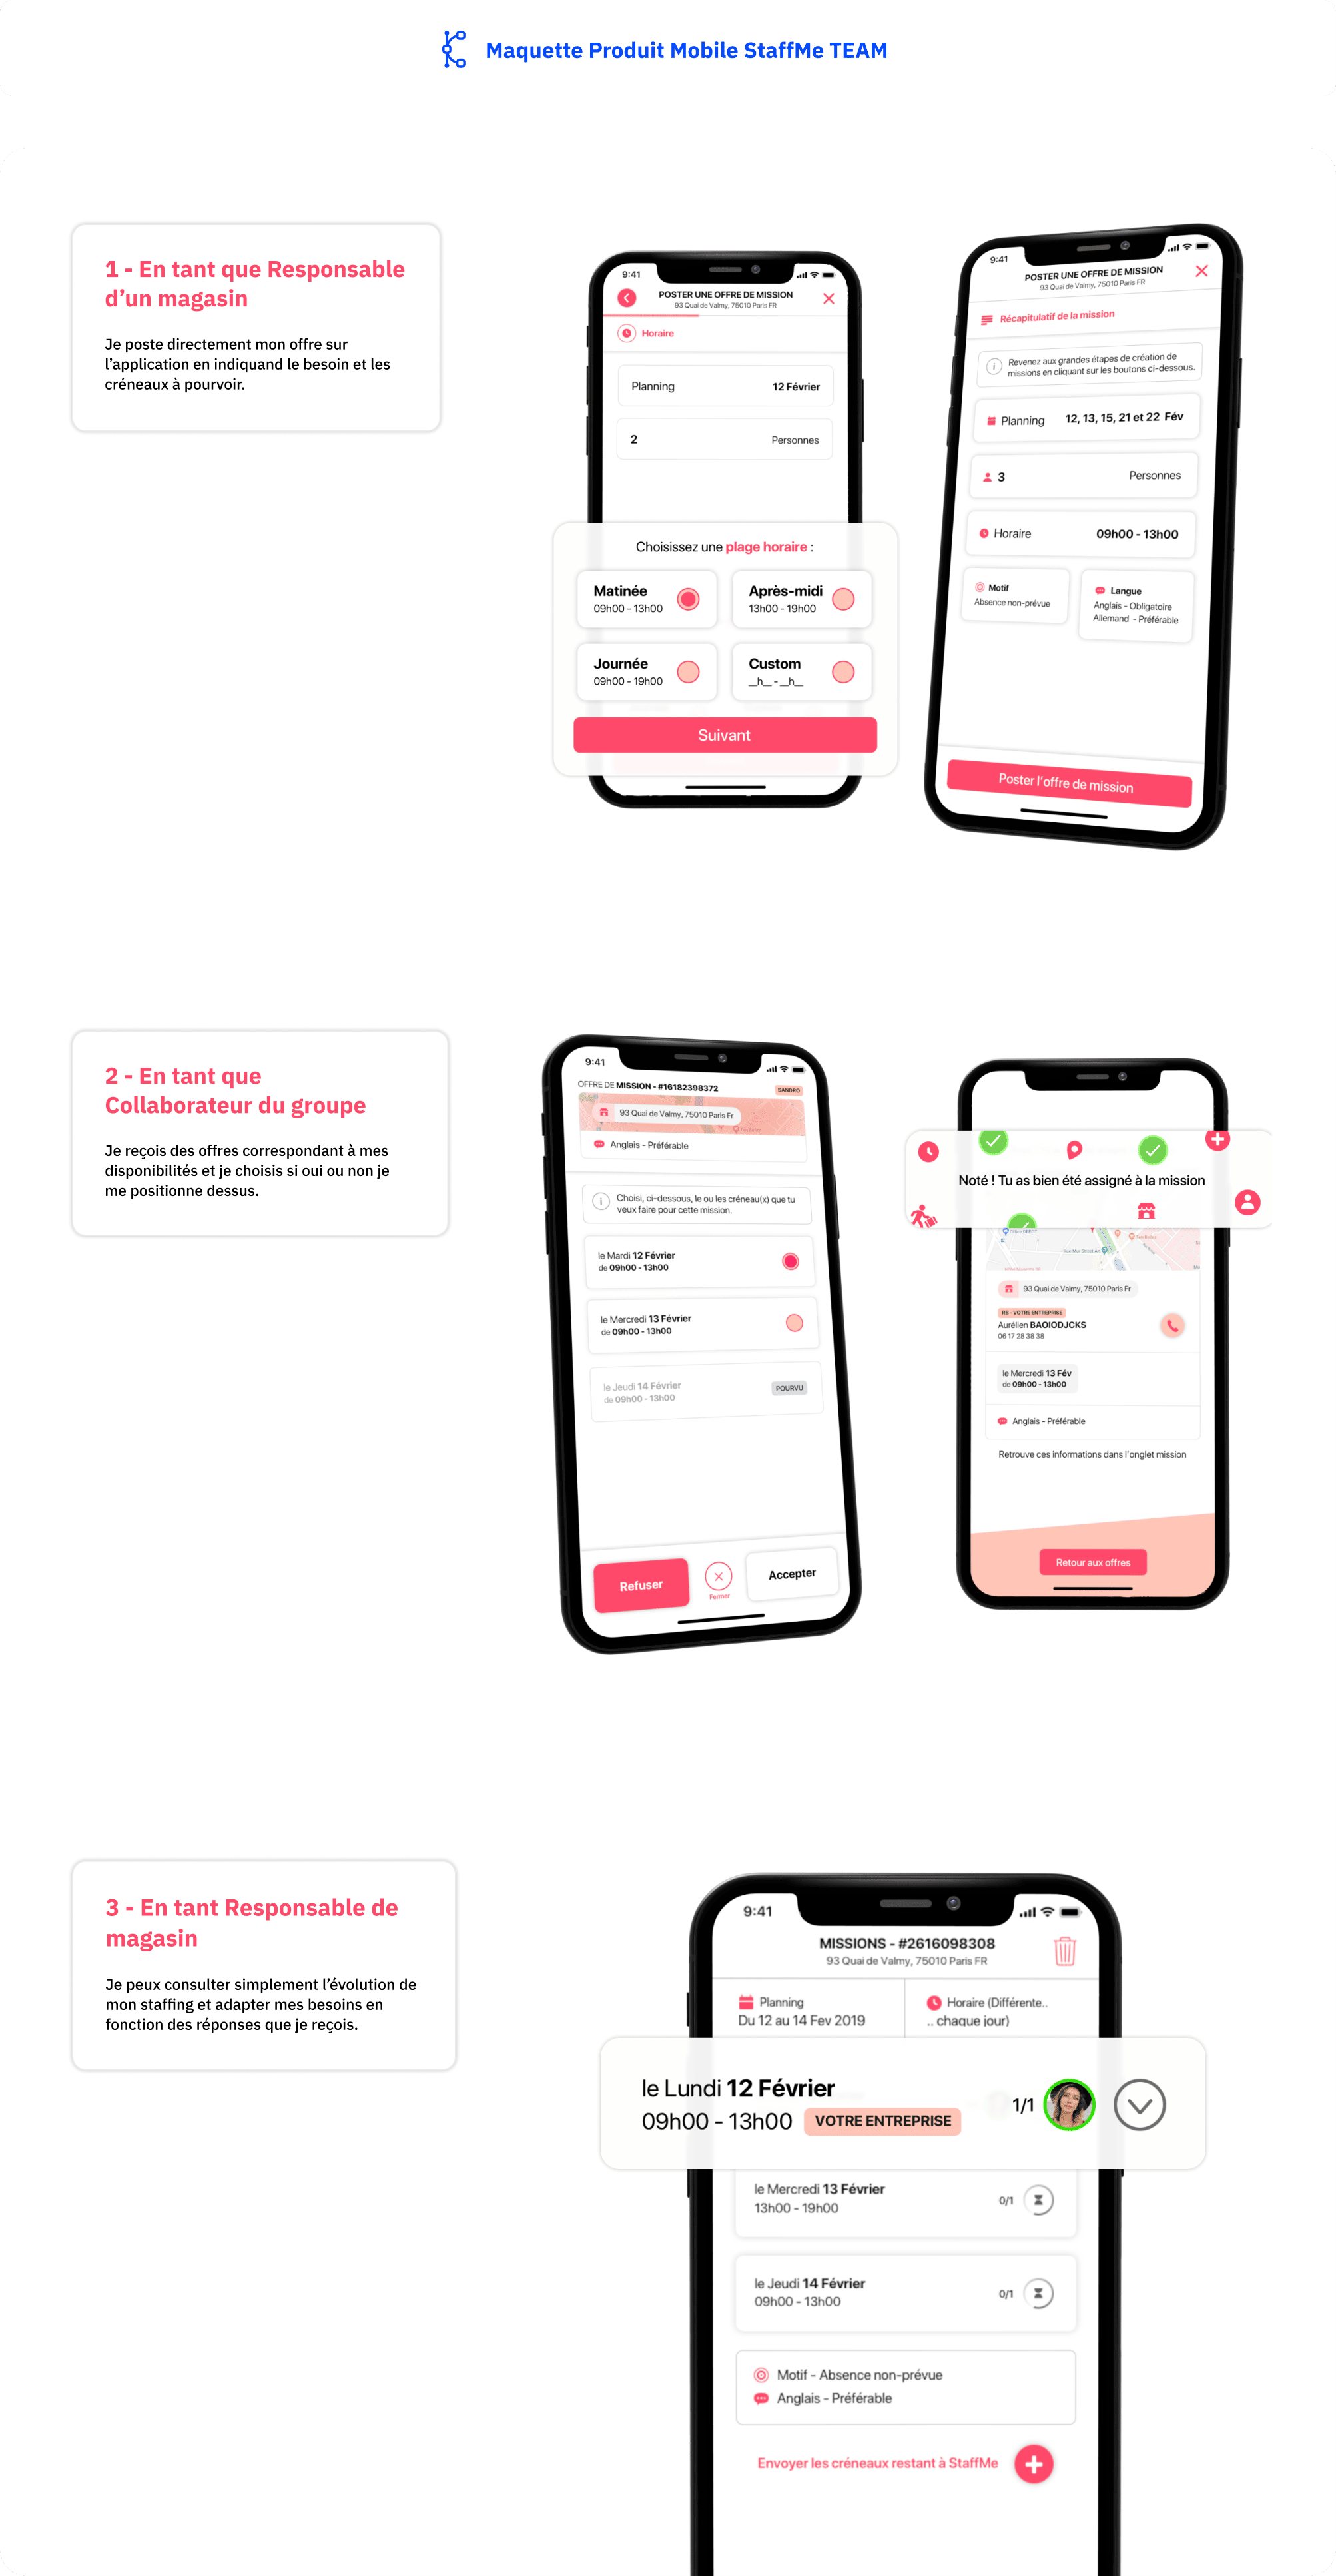 Maquette Produit Mobile StaffMe TEAM
1 - En tant que Responsable
d'un magasin
Je poste directement mon offre sur
l'application en indiquand le besoin et les
créneaux à pourvoir.
9:41
POSTER UNE OFFRE DE MISSION
93 Quai de Valmy, 75010 Paris FR
Horaire
Planning 12 Février
2 Personnes
Choisissez une plage horaire :
Matinée
09h00 - 13h00
Après-midi
13h00 - 19h00
Journée
09h00 - 19h00
Custom
__h__ - __h__
Suivant
9:41
POSTER UNE OFFRE DE MISSION
93 Quai de Valmy, 75010 Paris FR
Récapitulatif de la mission
Revenez aux grandes étapes de création de
missions en cliquant sur les boutons ci-dessous.
Planning 12, 13, 15, 21 et 22 Fév
3 Personnes
Horaire 09h00 - 13h00
Motif
Absence non-prévue
Langue
Anglais - Obligatoire
Allemand - Préférable
Poster l'offre de mission
2 - En tant que
Collaborateur du groupe
Je reçois des offres correspondant à mes
disponibilités et je choisis si oui ou non je
me positionne dessus.
9:41
OFFRE DE MISSION - #16182398372 SANDRO
93 Quai de Valmy, 75010 Paris Fr
Anglais - Préférable
Choisi, ci-dessous, le ou les créneau(x) que tu
veux faire pour cette mission.
le Mardi 12 Février
de 09h00 - 13h00
le Mercredi 13 Février
de 09h00 - 13h00
le Jeudi 14 Février
de 09h00 - 13h00
POURVU
Refuser
Fermer
Accepter
Noté ! Tu as bien été assigné à la mission
93 Quai de Valmy, 75010 Paris Fr
BB - VOTRE ENTREPRISE
Aurélien BAOIODJCKS
06 17 28 38 38
le Mercredi 13 Fév
de 09h00 - 13h00
Anglais - Préférable
Retrouve ces informations dans l'onglet mission
Retour aux offres
3 - En tant Responsable de
magasin
Je peux consulter simplement l'évolution de
mon staffing et adapter mes besoins en
fonction des réponses que je reçois.
9:41
MISSIONS - #2616098308
93 Quai de Valmy, 75010 Paris FR
Planning
Du 12 au 14 Fev 2019
Horaire (Différente..
.. chaque jour)
le Lundi 12 Février
09h00 - 13h00 VOTRE ENTREPRISE
1/1
le Mercredi 13 Février
13h00 - 19h00
0/1
le Jeudi 14 Février
09h00 - 13h00
0/1
Motif - Absence non-prévue
Anglais - Préférable
Envoyer les créneaux restant à StaffMe